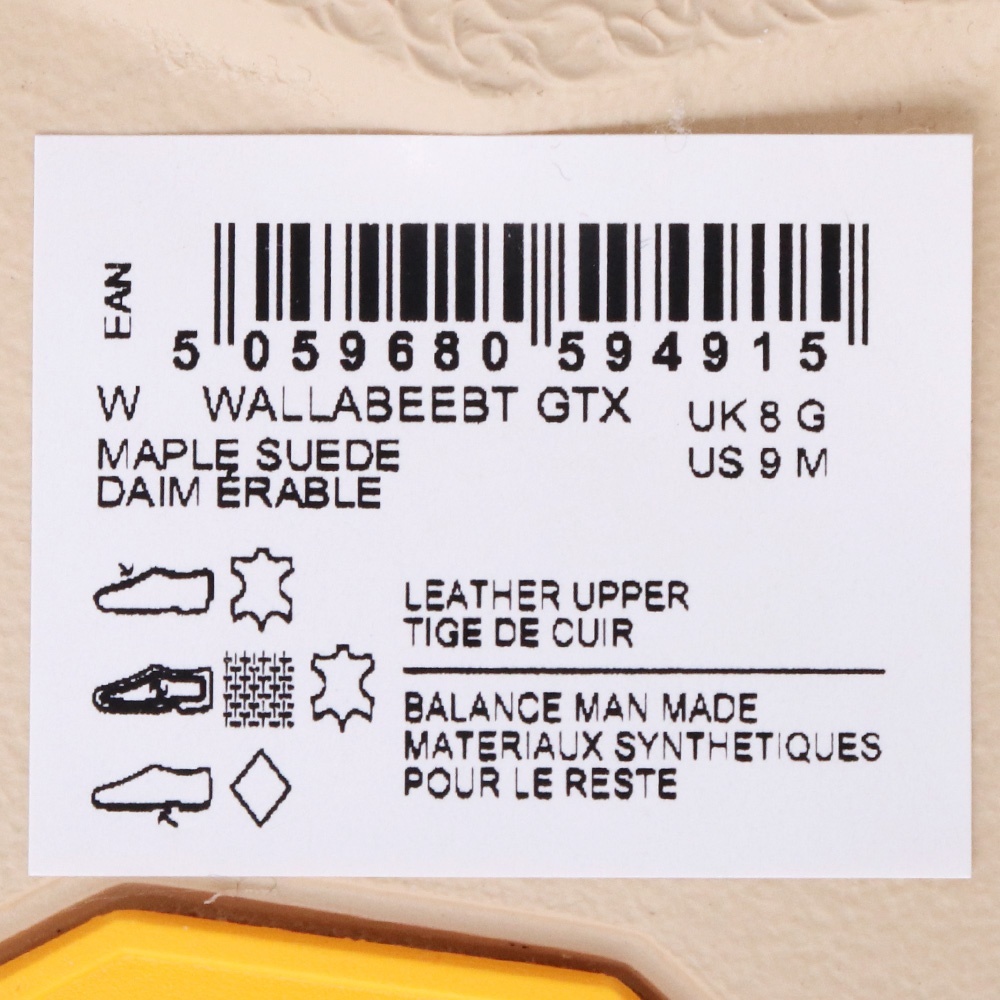 EAN
5 059680 594915
W WALLABEEBT GTX
UK 8 G
MAPLE SUEDE
US 9 M
DAIM ÉRABLE
LEATHER UPPER
TIGE DE CUIR
BALANCE MAN MADE
MATERIAUX SYNTHETIQUES
POUR LE RESTE